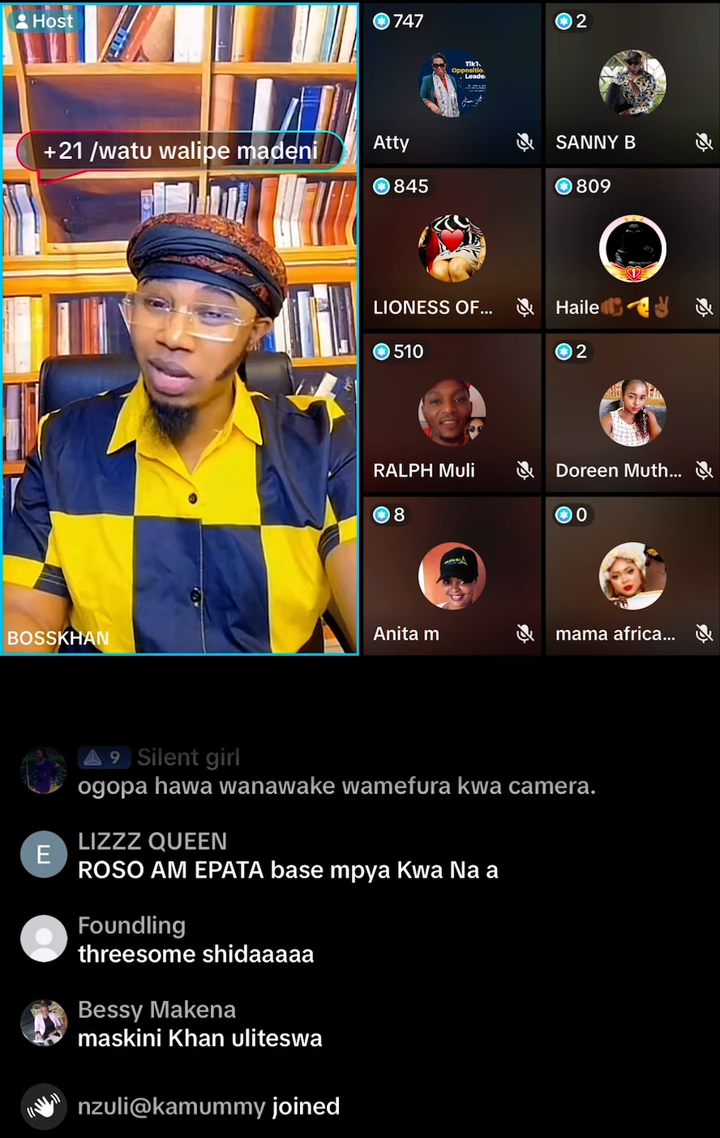 Host
+21 /watu walipe madeni
BOSSKHAN
747
Atty
2
SANNY B
845
LIONESS OF...
809
Haile
510
RALPH Muli
2
Doreen Muth...
8
Anita m
0
mama africa...
9 Silent girl
ogopa hawa wanawake wamefura kwa camera.
E
LIZZZ QUEEN
ROSO AM EPATA base mpya Kwa Na a
Foundling
threesome shidaaaaa
Bessy Makena
maskini Khan uliteswa
nzuli@kamummy joined